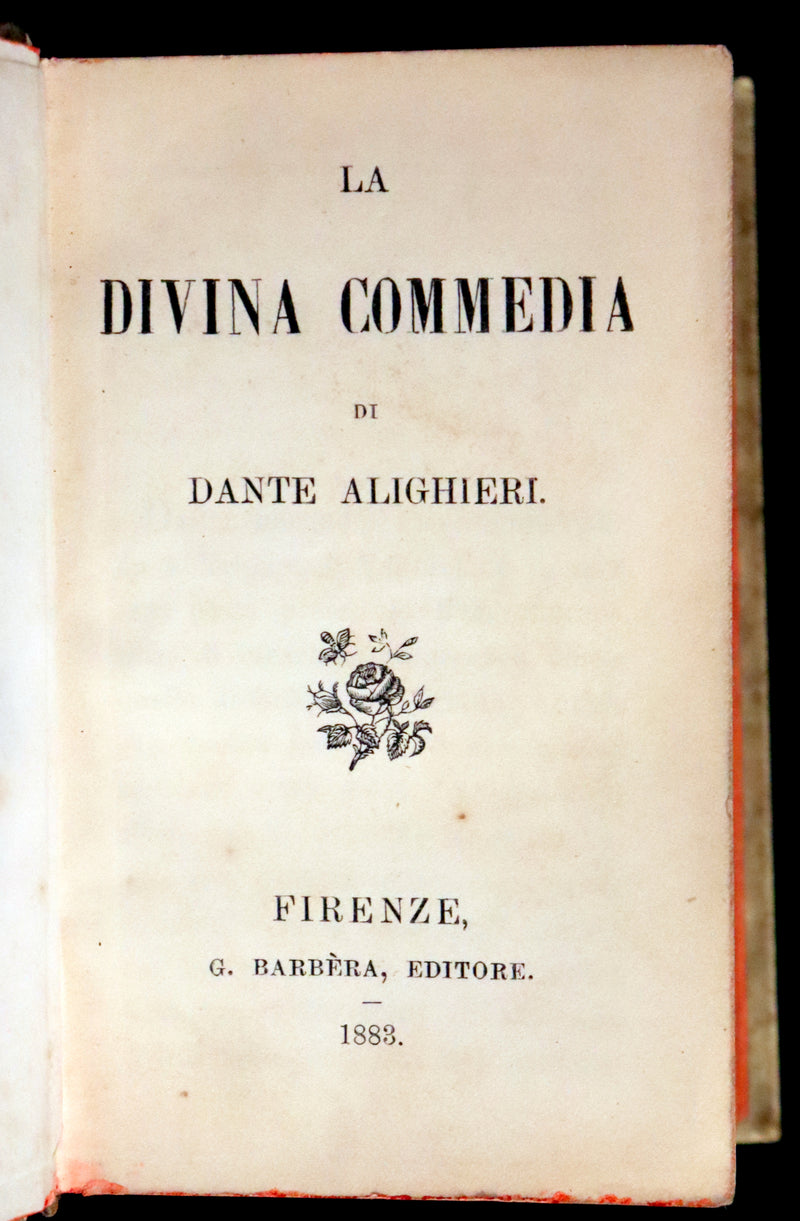 LA
DIVINA COMMEDIA
DI
DANTE ALIGHIERI.
FIRENZE,
G. BARBÈRA, EDITORE.
—
1883.